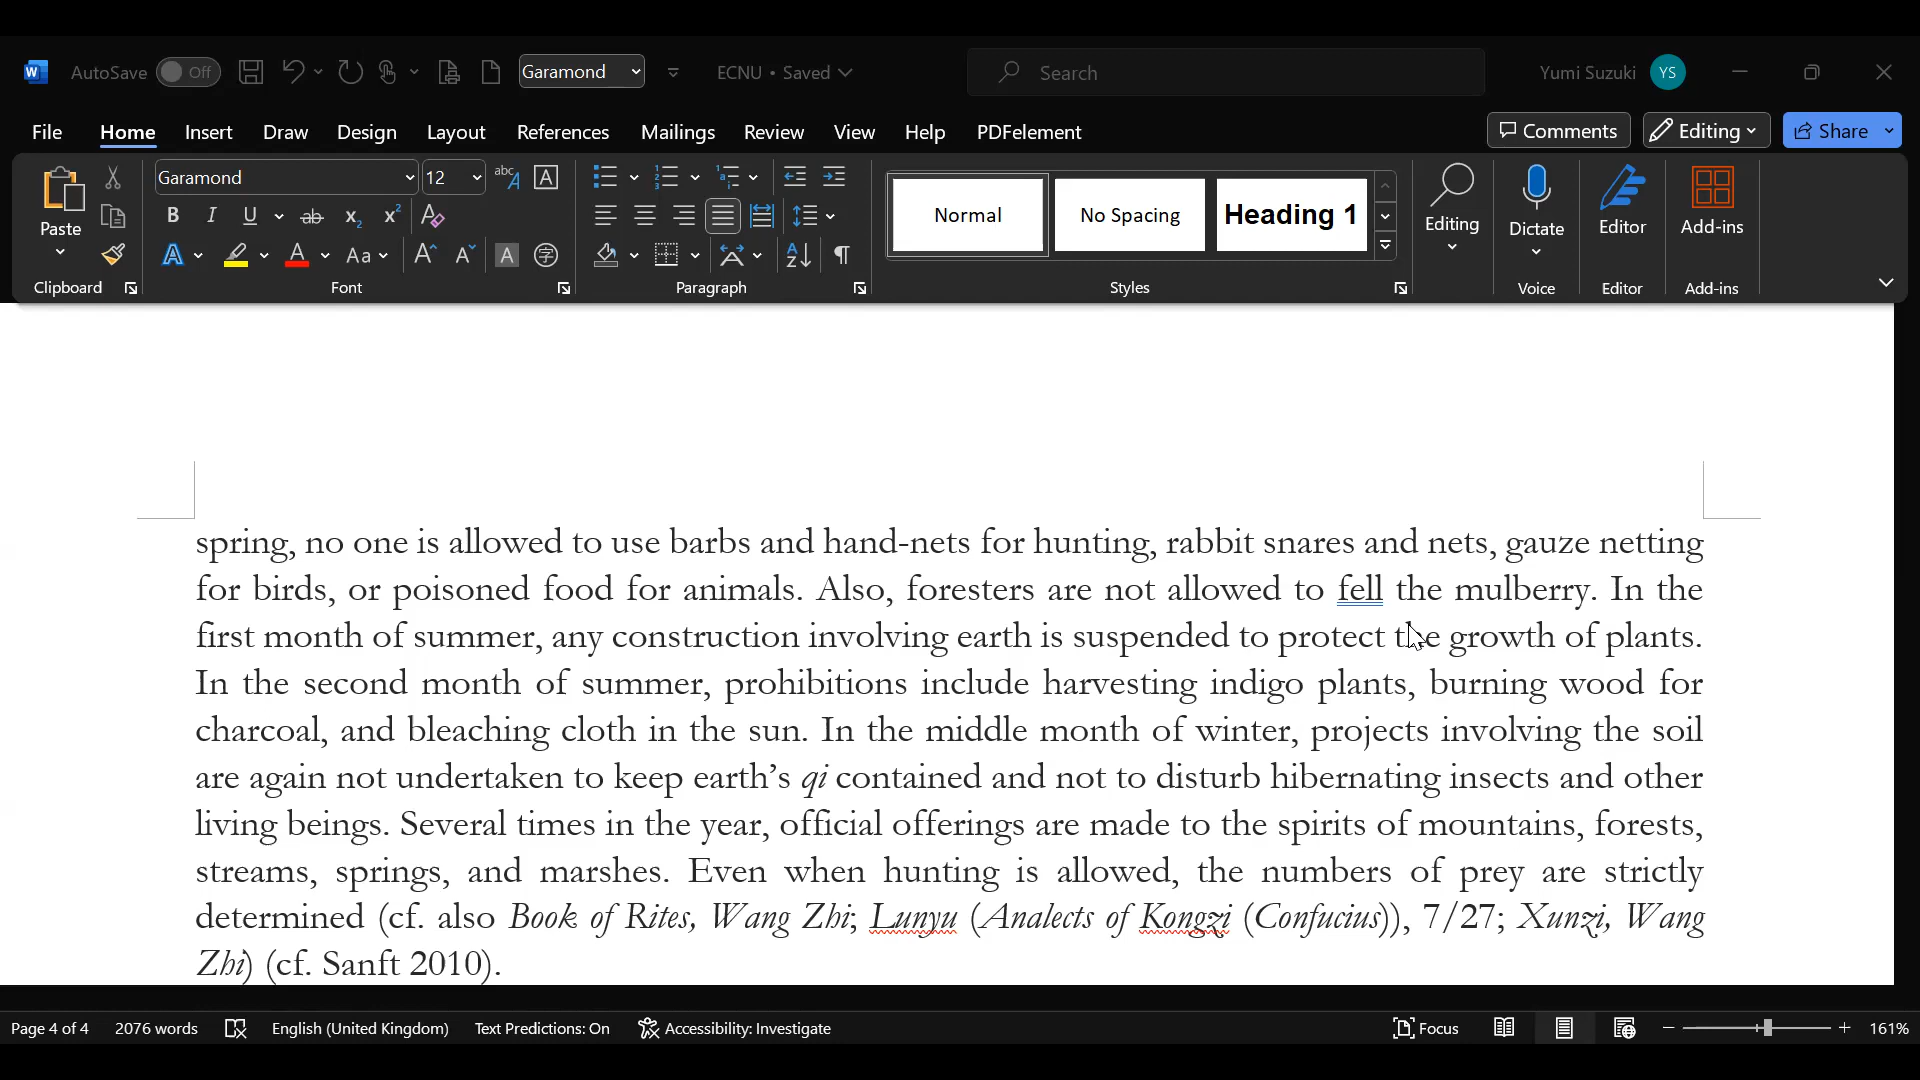 AutoSave Off Garamond ECNU • Saved Search Yumi Suzuki YS
File Home Insert Draw Design Layout References Mailings Review View Help PDFelement Comments Editing Share
Paste Garamond 12 Normal No Spacing Heading 1 Editing Dictate Editor Add-ins
Clipboard Font Paragraph Styles Voice Editor Add-ins
spring, no one is allowed to use barbs and hand-nets for hunting, rabbit snares and nets, gauze netting
for birds, or poisoned food for animals. Also, foresters are not allowed to fell the mulberry. In the
first month of summer, any construction involving earth is suspended to protect the growth of plants.
In the second month of summer, prohibitions include harvesting indigo plants, burning wood for
charcoal, and bleaching cloth in the sun. In the middle month of winter, projects involving the soil
are again not undertaken to keep earth’s qi contained and not to disturb hibernating insects and other
living beings. Several times in the year, official offerings are made to the spirits of mountains, forests,
streams, springs, and marshes. Even when hunting is allowed, the numbers of prey are strictly
determined (cf. also Book of Rites, Wang Zhi; Lunyu (Analects of Kongzi (Confucius)), 7/27; Xunzi, Wang
Zhi) (cf. Sanft 2010).
Page 4 of 4 2076 words English (United Kingdom) Text Predictions: On Accessibility: Investigate Focus 161%